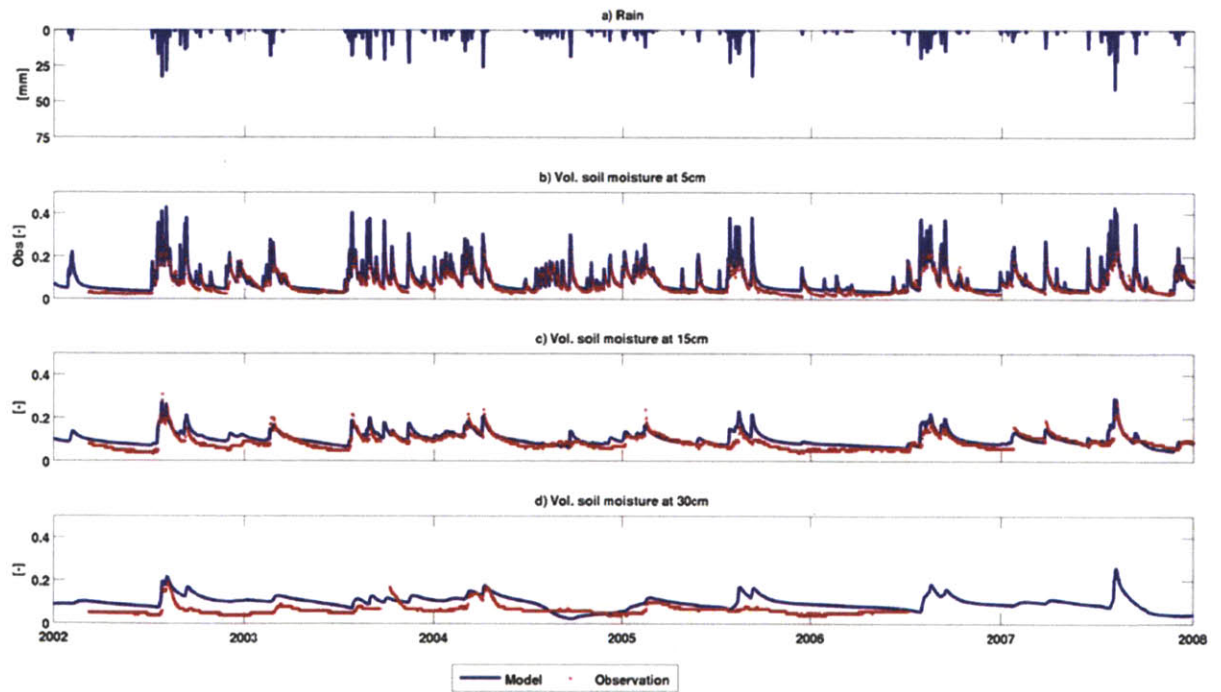 a) Rain
0
25
50
75
[mm]
b) Vol. soil moisture at 5cm
0.4
0.2
0
Obs [-]
c) Vol. soil moisture at 15cm
0.4
0.2
0
[-]
d) Vol. soil moisture at 30cm
0.4
0.2
0
[-]
2002 2003 2004 2005 2006 2007 2008
Model Observation